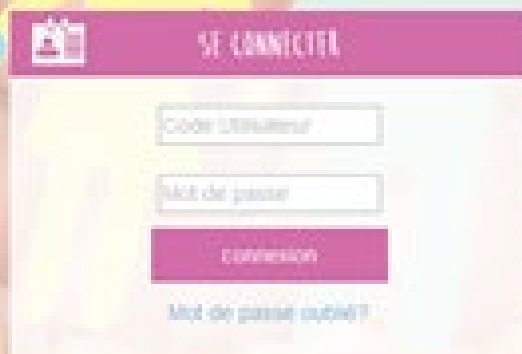 SE CONNECTER
Code Utilisateur
Mot de passe
connexion
Mot de passe oublié?